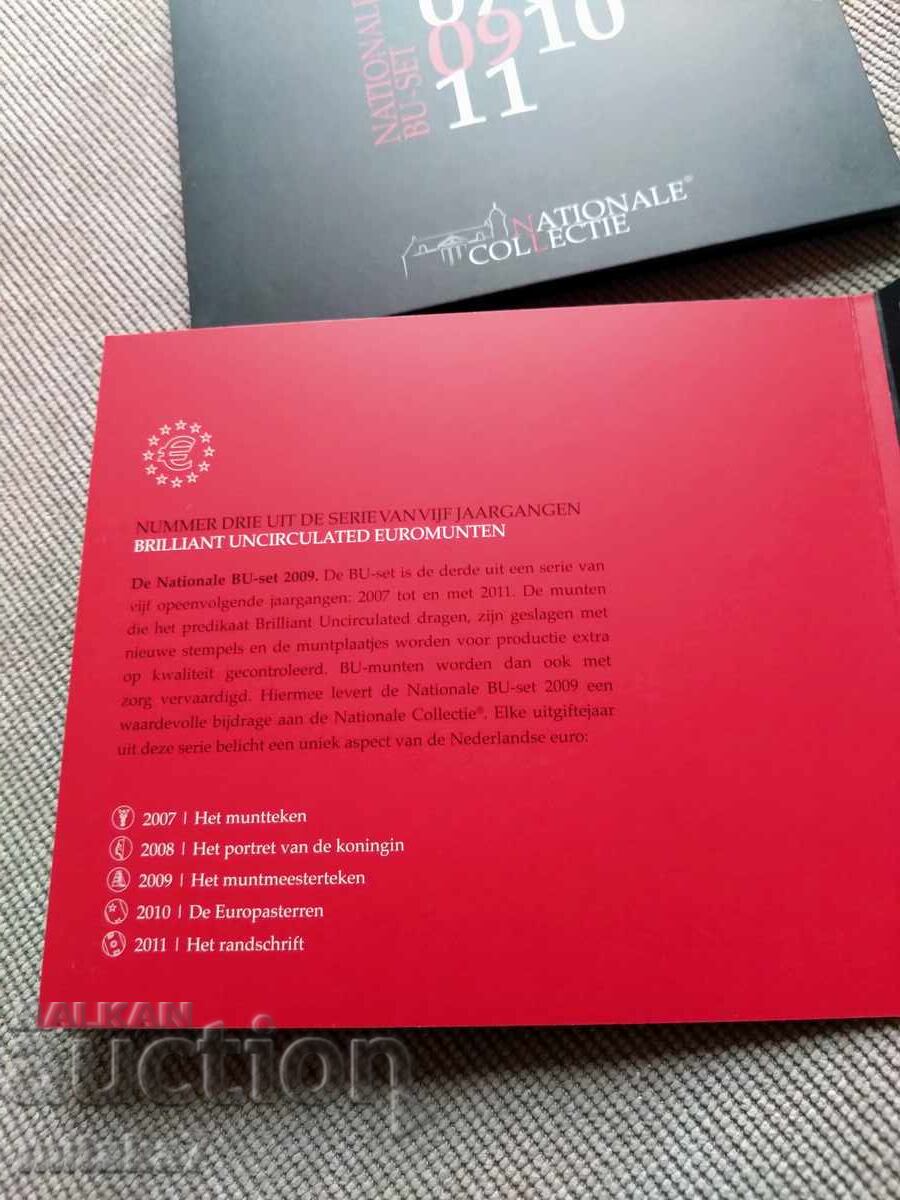 NATIONALE
BU-SET
07
09 10
11
NATIONALE®
COLLECTIE
NUMMER DRIE UIT DE SERIE VAN VIJF JAARGANGEN
BRILLIANT UNCIRCULATED EUROMUNTEN
De Nationale BU-set 2009. De BU-set is de derde uit een serie van
vijf opeenvolgende jaargangen: 2007 tot en met 2011. De munten
die het predikaat Brilliant Uncirculated dragen, zijn geslagen met
nieuwe stempels en de muntplaatjes worden voor productie extra
op kwaliteit gecontroleerd. BU-munten worden dan ook met
zorg vervaardigd. Hiermee levert de Nationale BU-set 2009 een
waardevolle bijdrage aan de Nationale Collectie®. Elke uitgiftejaar
uit deze serie belicht een uniek aspect van de Nederlandse euro:
2007 | Het muntteken
2008 | Het portret van de koningin
2009 | Het muntmeesterteken
2010 | De Europasterren
2011 | Het randschrift
BALKAN
auction